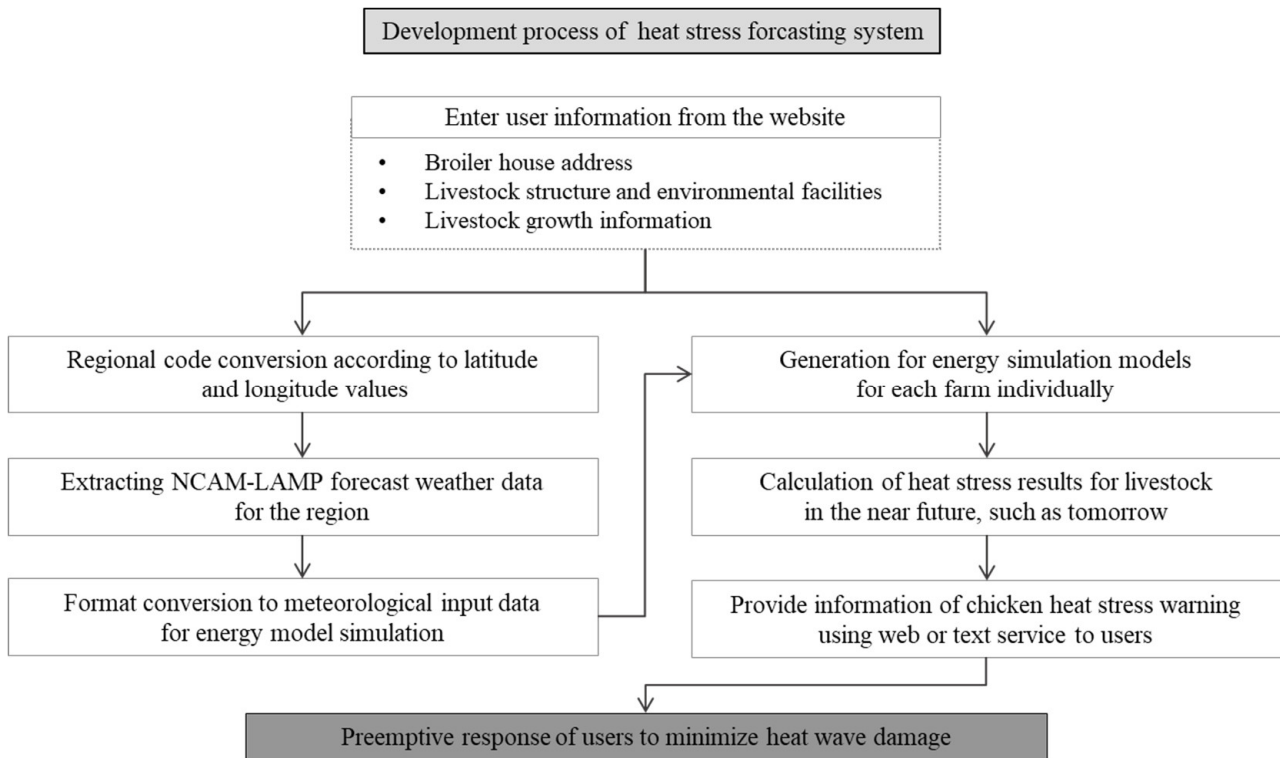 Development process of heat stress forcasting system
Enter user information from the website
• Broiler house address
• Livestock structure and environmental facilities
• Livestock growth information
Regional code conversion according to latitude
and longitude values
Extracting NCAM-LAMP forecast weather data
for the region
Format conversion to meteorological input data
for energy model simulation
Generation for energy simulation models
for each farm individually
Calculation of heat stress results for livestock
in the near future, such as tomorrow
Provide information of chicken heat stress warning
using web or text service to users
Preemptive response of users to minimize heat wave damage